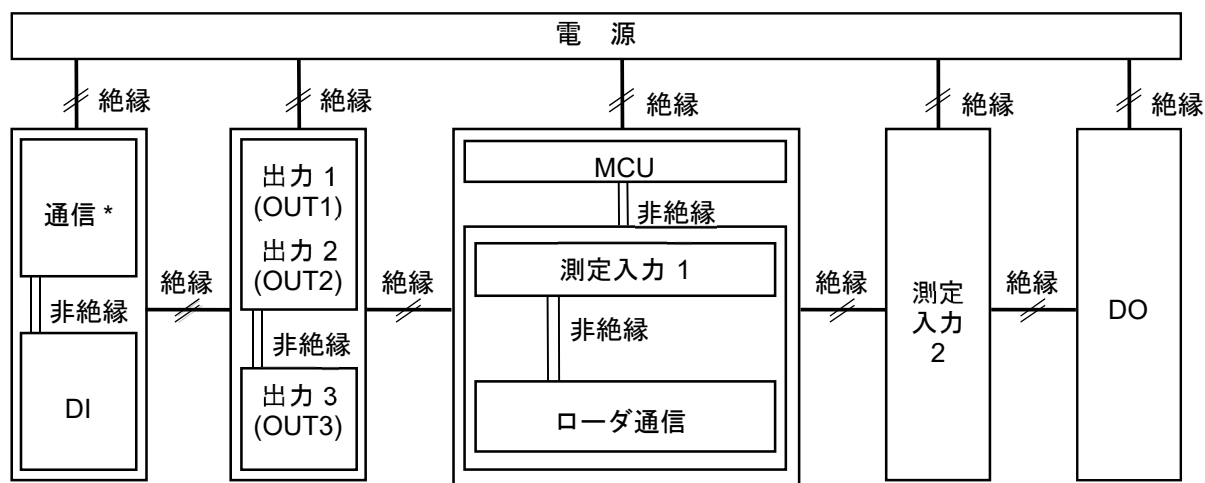 電 源
絶縁
絶縁
絶縁
絶縁
絶縁
通信 *
非絶縁
DI
絶縁
出力 1
(OUT1)
出力 2
(OUT2)
非絶縁
出力 3
(OUT3)
絶縁
MCU
非絶縁
測定入力 1
非絶縁
ローダ通信
絶縁
測定
入力
2
絶縁
DO